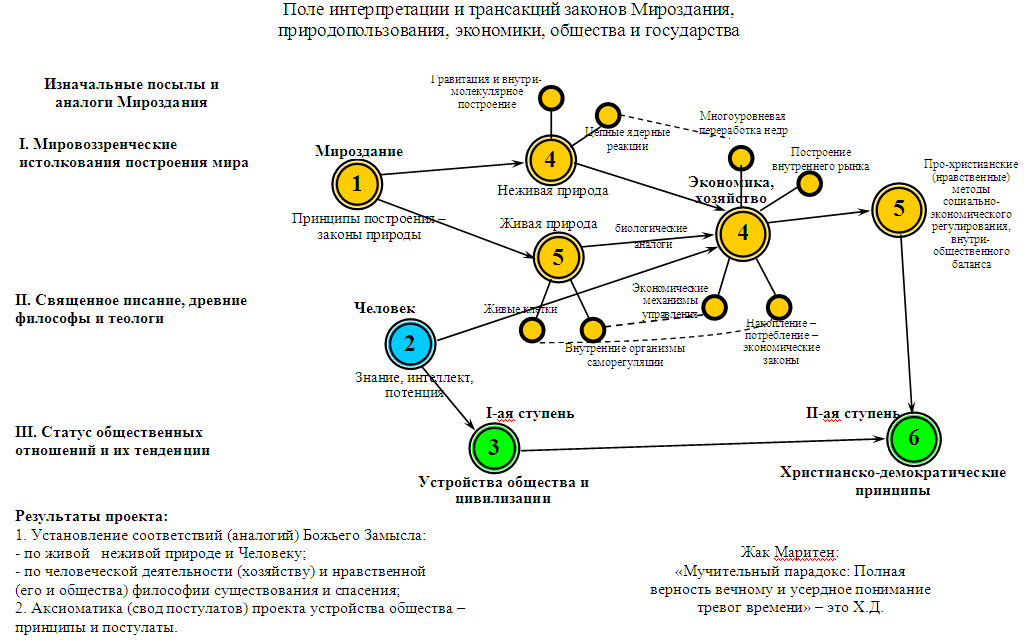 Поле интерпретации и трансакций законов Мироздания,
природопользования, экономики, общества и государства
Изначальные посылы и
аналоги Мироздания
I. Мировоззренческие
истолкования построения мира
II. Священное писание, древние
философы и теологи
III. Статус общественных
отношений и их тенденции
Мироздание
1
Принципы построения –
законы природы
Гравитация и внутри-
молекулярное
построение
Цепные ядерные
реакции
4
Неживая природа
Живая природа
5
биологические
аналоги
Живые клетки
Внутренние организмы
саморегуляции
Многоуровневая
переработка недр
Построение
внутреннего рынка
Экономика,
хозяйство
4
Экономические
механизмы
управления
Накопление –
потребление –
экономические
законы
5
Про-христианские
(нравственные)
методы
социально-
экономического
регулирования,
внутри-
общественного
баланса
Человек
2
Знание, интеллект,
потенция
I-ая ступень
3
Устройства общества и
цивилизации
II-ая ступень
6
Христианско-демократические
принципы
Результаты проекта:
1. Установление соответствий (аналогий) Божьего Замысла:
- по живой неживой природе и Человеку;
- по человеческой деятельности (хозяйству) и нравственной
(его и общества) философии существования и спасения;
2. Аксиоматика (свод постулатов) проекта устройства общества –
принципы и постулаты.
Жак Маритен:
«Мучительный парадокс: Полная
верность вечному и усердное понимание
тревог времени» – это Х.Д.